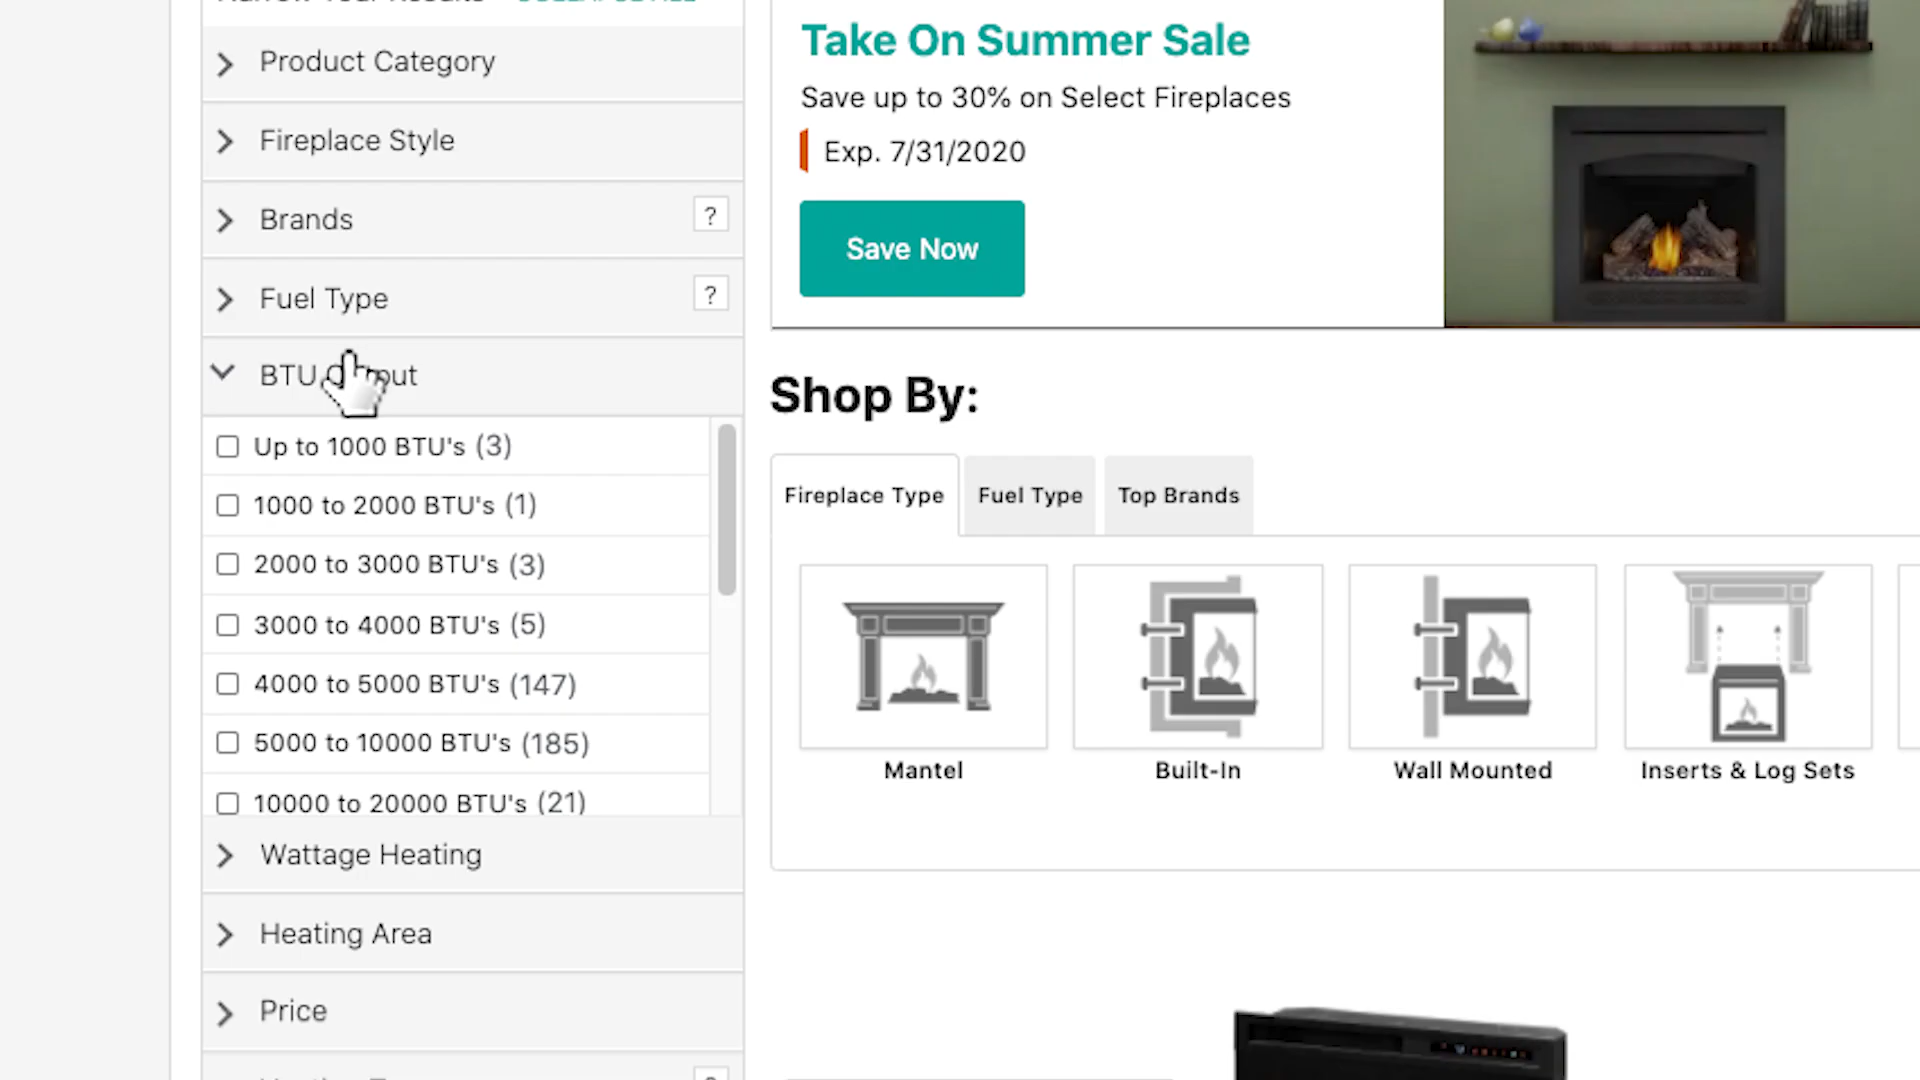 Product Category
Fireplace Style
Brands ?
Fuel Type ?
BTU Output
Up to 1000 BTU's (3)
1000 to 2000 BTU's (1)
2000 to 3000 BTU's (3)
3000 to 4000 BTU's (5)
4000 to 5000 BTU's (147)
5000 to 10000 BTU's (185)
10000 to 20000 BTU's (21)
Wattage Heating
Heating Area
Price
Take On Summer Sale
Save up to 30% on Select Fireplaces
Exp. 7/31/2020
Save Now
Shop By:
Fireplace Type Fuel Type Top Brands
Mantel Built-In Wall Mounted Inserts & Log Sets